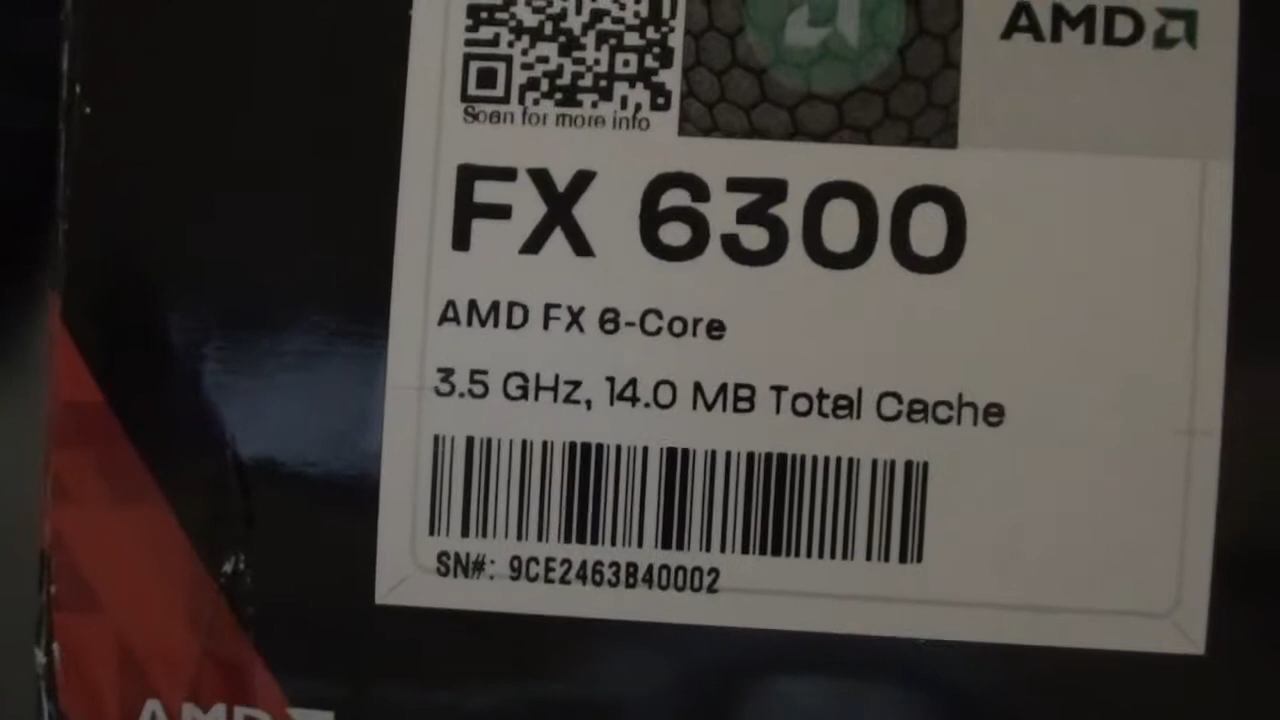 AMD
Scan for more info
FX 6300
AMD FX 6-Core
3.5 GHz, 14.0 MB Total Cache
SN#: 9CE2463B40002
AMD